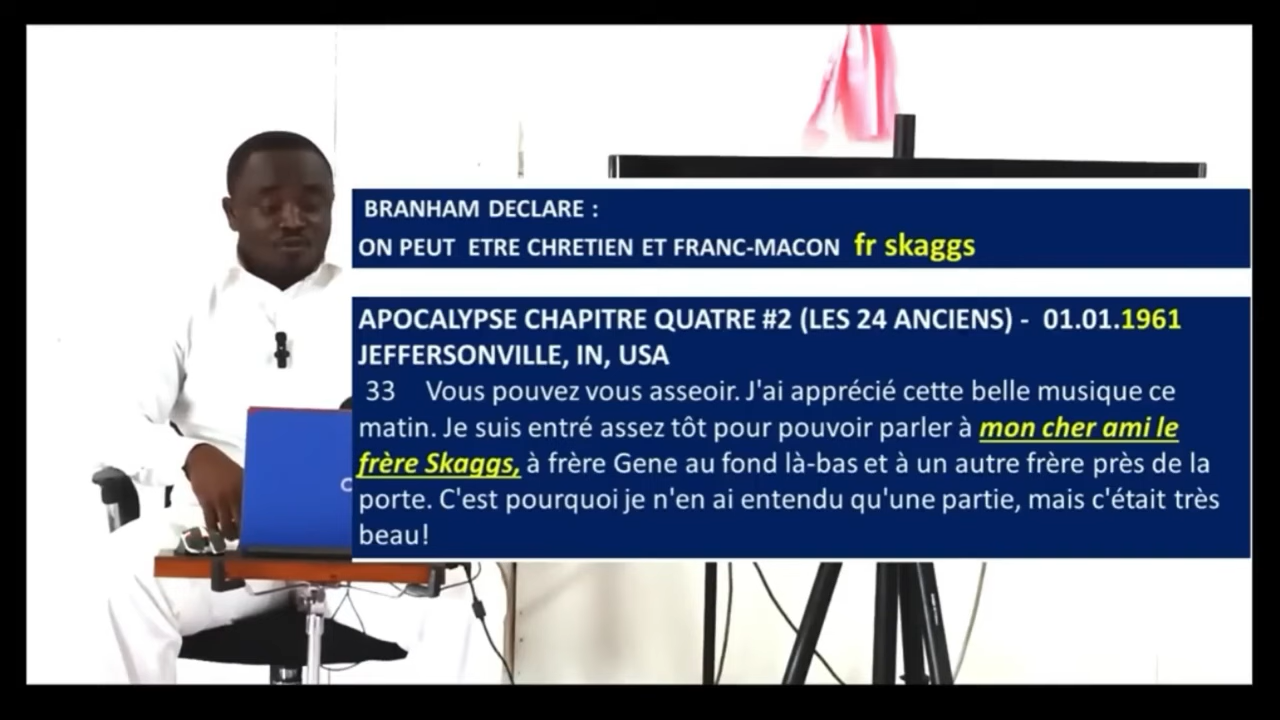 BRANHAM DECLARE :
ON PEUT ETRE CHRETIEN ET FRANC-MACON fr skaggs
APOCALYPSE CHAPITRE QUATRE #2 (LES 24 ANCIENS) - 01.01.1961
JEFFERSONVILLE, IN, USA
33 Vous pouvez vous asseoir. J'ai apprécié cette belle musique ce
matin. Je suis entré assez tôt pour pouvoir parler à mon cher ami le
frère Skaggs, à frère Gene au fond là-bas et à un autre frère près de la
porte. C'est pourquoi je n'en ai entendu qu'une partie, mais c'était très
beau!